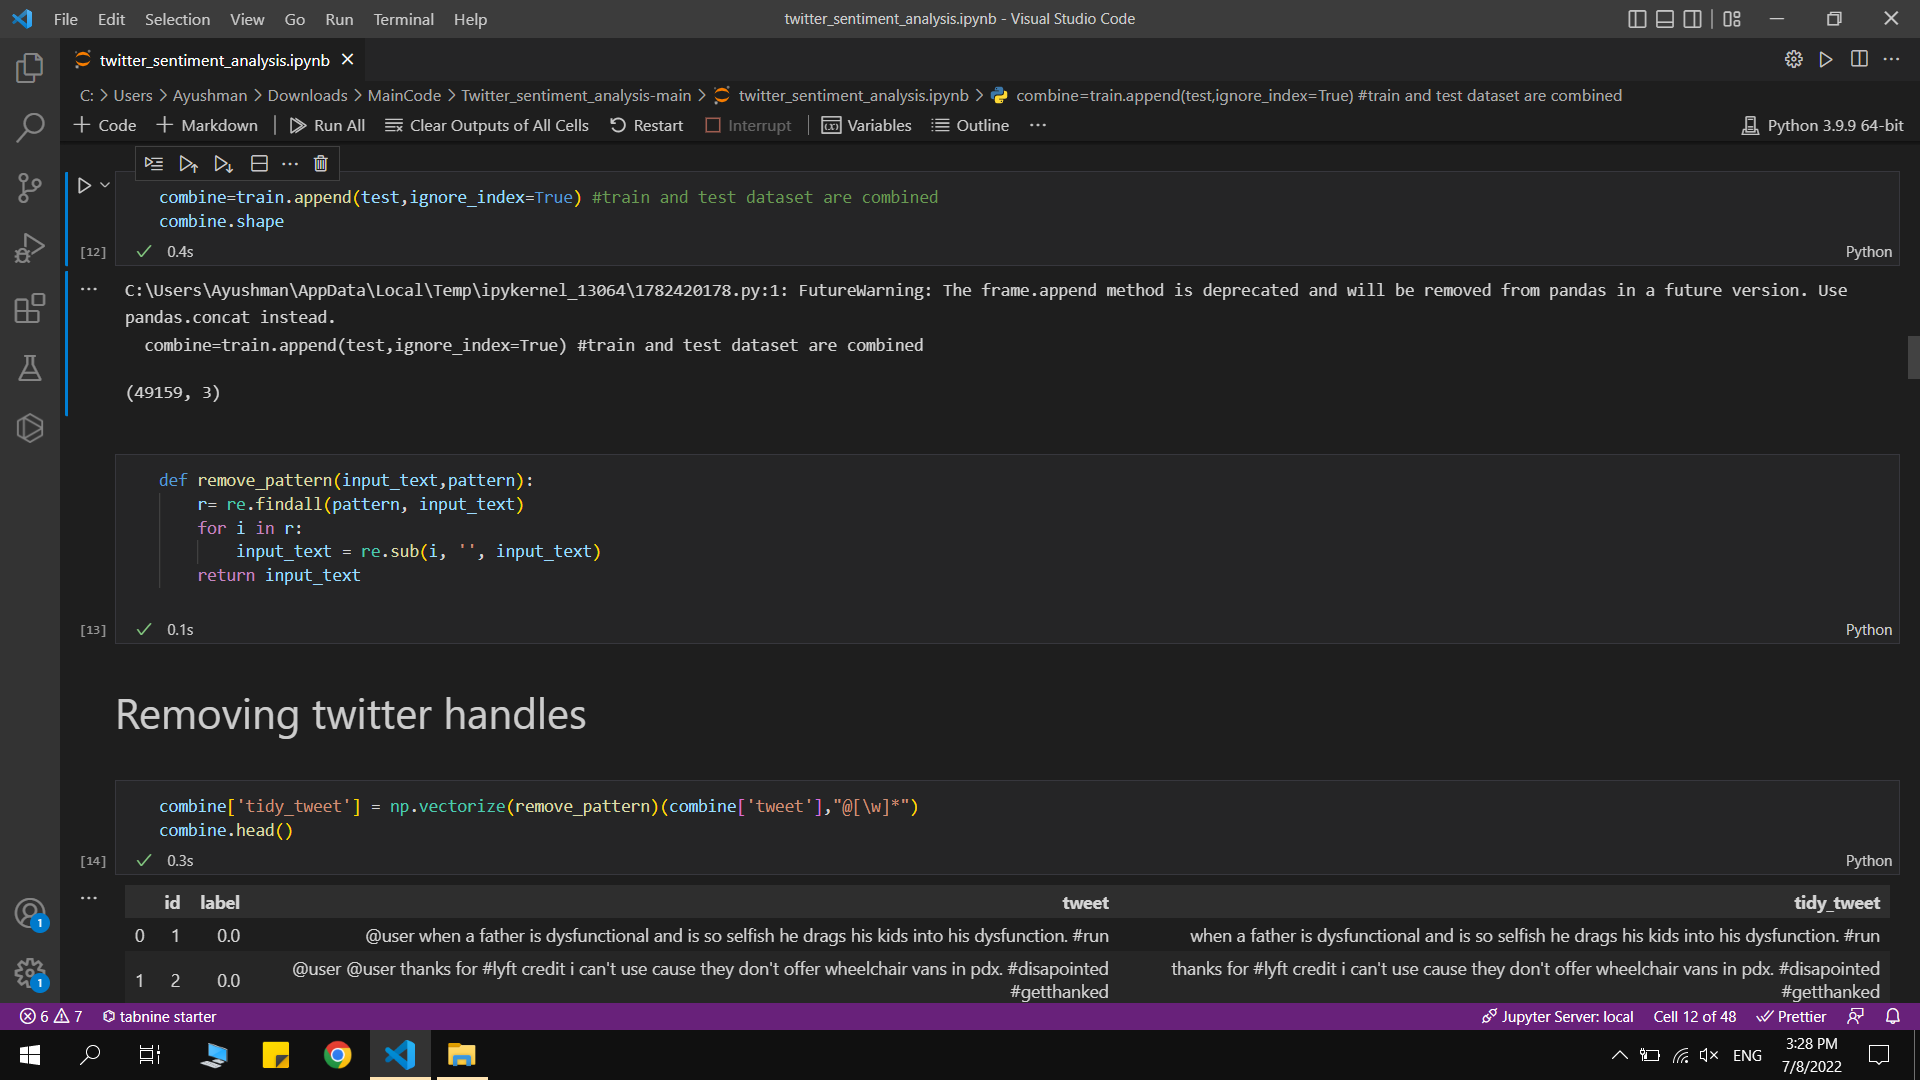 File Edit Selection View Go Run Terminal Help
twitter_sentiment_analysis.ipynb - Visual Studio Code
twitter_sentiment_analysis.ipynb
C: > Users > Ayushman > Downloads > MainCode > Twitter_sentiment_analysis-main > twitter_sentiment_analysis.ipynb > combine=train.append(test,ignore_index=True) #train and test dataset are combined
+ Code + Markdown | Run All Clear Outputs of All Cells Restart Interrupt | Variables Outline ... Python 3.9.9 64-bit
combine=train.append(test,ignore_index=True) #train and test dataset are combined
combine.shape
[12] 0.4s Python
C:\Users\Ayushman\AppData\Local\Temp\ipykernel_13064\1782420178.py:1: FutureWarning: The frame.append method is deprecated and will be removed from pandas in a future version. Use
pandas.concat instead.
combine=train.append(test,ignore_index=True) #train and test dataset are combined
(49159, 3)
def remove_pattern(input_text,pattern):
r= re.findall(pattern, input_text)
for i in r:
input_text = re.sub(i, '', input_text)
return input_text
[13] 0.1s Python
Removing twitter handles
combine['tidy_tweet'] = np.vectorize(remove_pattern)(combine['tweet'],"@[\w]*")
combine.head()
[14] 0.3s Python
id label tweet tidy_tweet
0 1 0.0 @user when a father is dysfunctional and is so selfish he drags his kids into his dysfunction. #run when a father is dysfunctional and is so selfish he drags his kids into his dysfunction. #run
1 2 0.0 @user @user thanks for #lyft credit i can't use cause they don't offer wheelchair vans in pdx. #disapointed #getthanked thanks for #lyft credit i can't use cause they don't offer wheelchair vans in pdx. #disapointed #getthanked
6 7 tabnine starter Jupyter Server: local Cell 12 of 48 Prettier
1
1
ENG
3:28 PM
7/8/2022